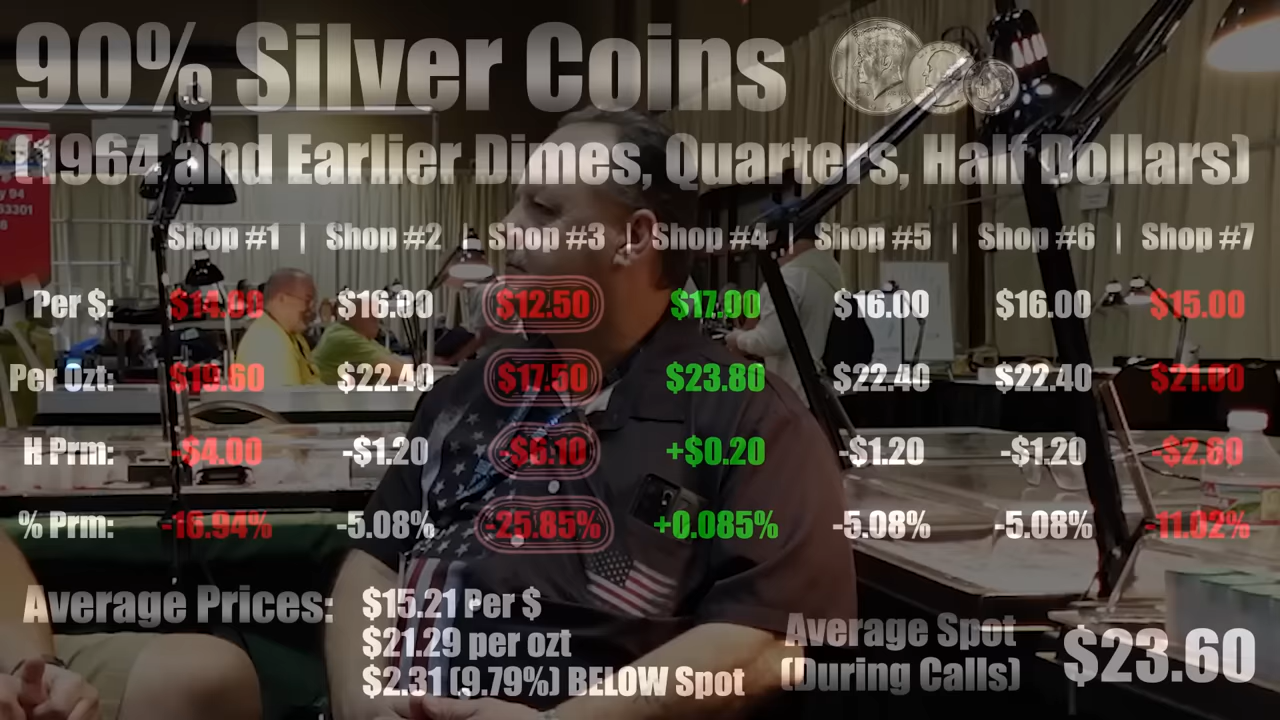 90% Silver Coins
(1964 and Earlier Dimes, Quarters, Half Dollars)
Shop #1 | Shop #2 | Shop #3 | Shop #4 | Shop #5 | Shop #6 | Shop #7
Per $: $14.00 $16.00 $12.50 $17.00 $16.00 $16.00 $15.00
Per ozt: $19.60 $22.40 $17.50 $23.80 $22.40 $22.40 $21.00
H Prm: -$4.00 -$1.20 -$6.10 +$0.20 -$1.20 -$1.20 -$2.60
% Prm: -16.94% -5.08% -25.85% +0.085% -5.08% -5.08% -11.02%
Average Prices: $15.21 Per $
$21.29 per ozt
$2.31 (9.79%) BELOW Spot
Average Spot
(During Calls) $23.60
y 94
63301